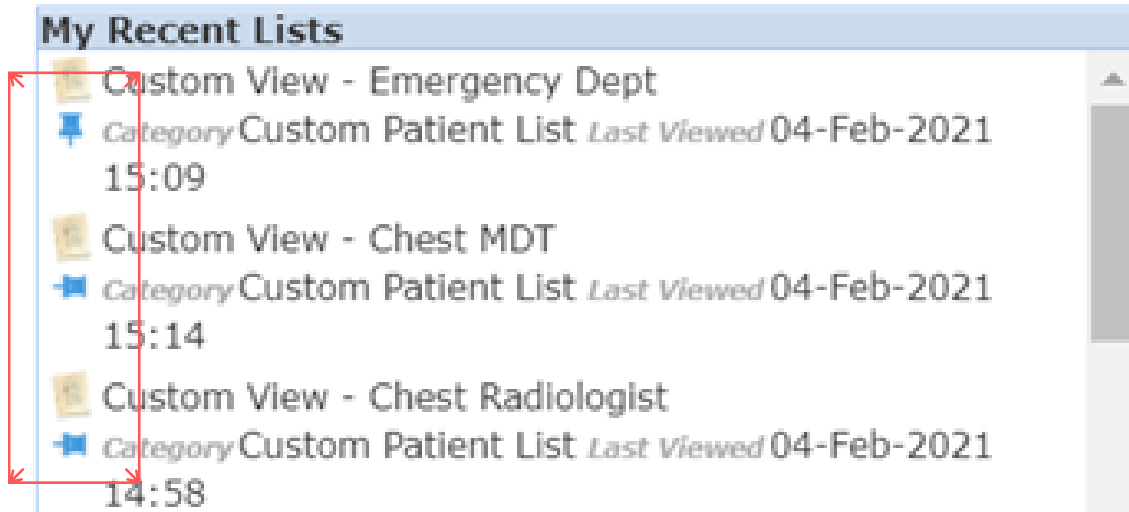 My Recent Lists
Custom View - Emergency Dept
Category Custom Patient List Last Viewed 04-Feb-2021
15:09
Custom View - Chest MDT
Category Custom Patient List Last Viewed 04-Feb-2021
15:14
Custom View - Chest Radiologist
Category Custom Patient List Last Viewed 04-Feb-2021
14:58